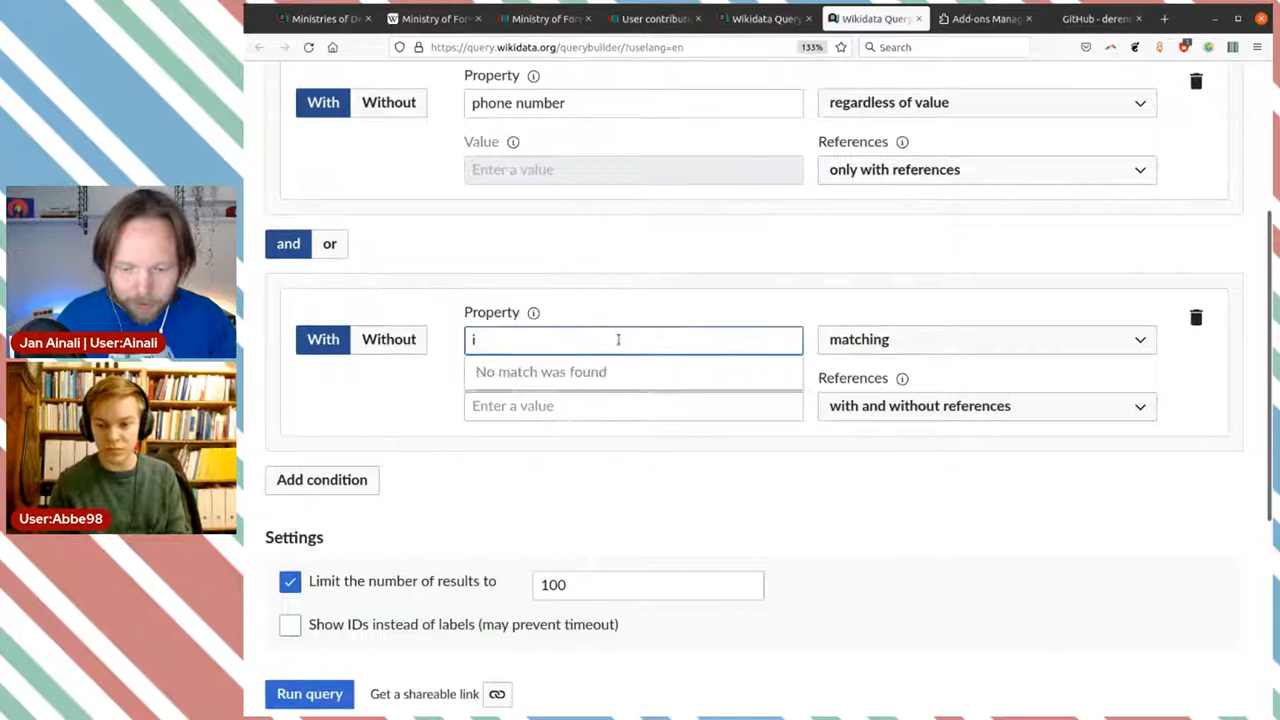 Ministries of De
Ministry of For
Ministry of For
User contribut
Wikidata Query
Wikidata Query
Add-ons Manag
GitHub - deren
https://query.wikidata.org/querybuilder/?uselang=en
133%
Search
Property
With Without
phone number
regardless of value
Value
References
Enter a value
only with references
and or
Property
With Without
i
matching
No match was found
References
Enter a value
with and without references
Add condition
Settings
Limit the number of results to
100
Show IDs instead of labels (may prevent timeout)
Run query
Get a shareable link
Jan Ainali | User:Ainali
User:Abbe98